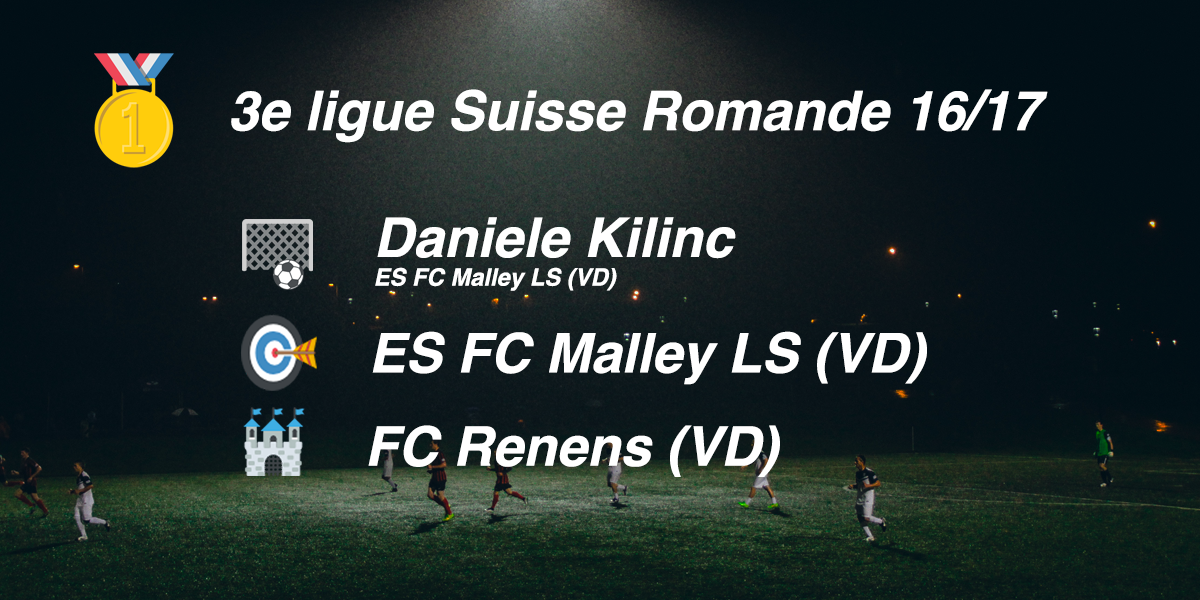 1
3e ligue Suisse Romande 16/17
Daniele Kilinc
ES FC Malley LS (VD)
ES FC Malley LS (VD)
FC Renens (VD)